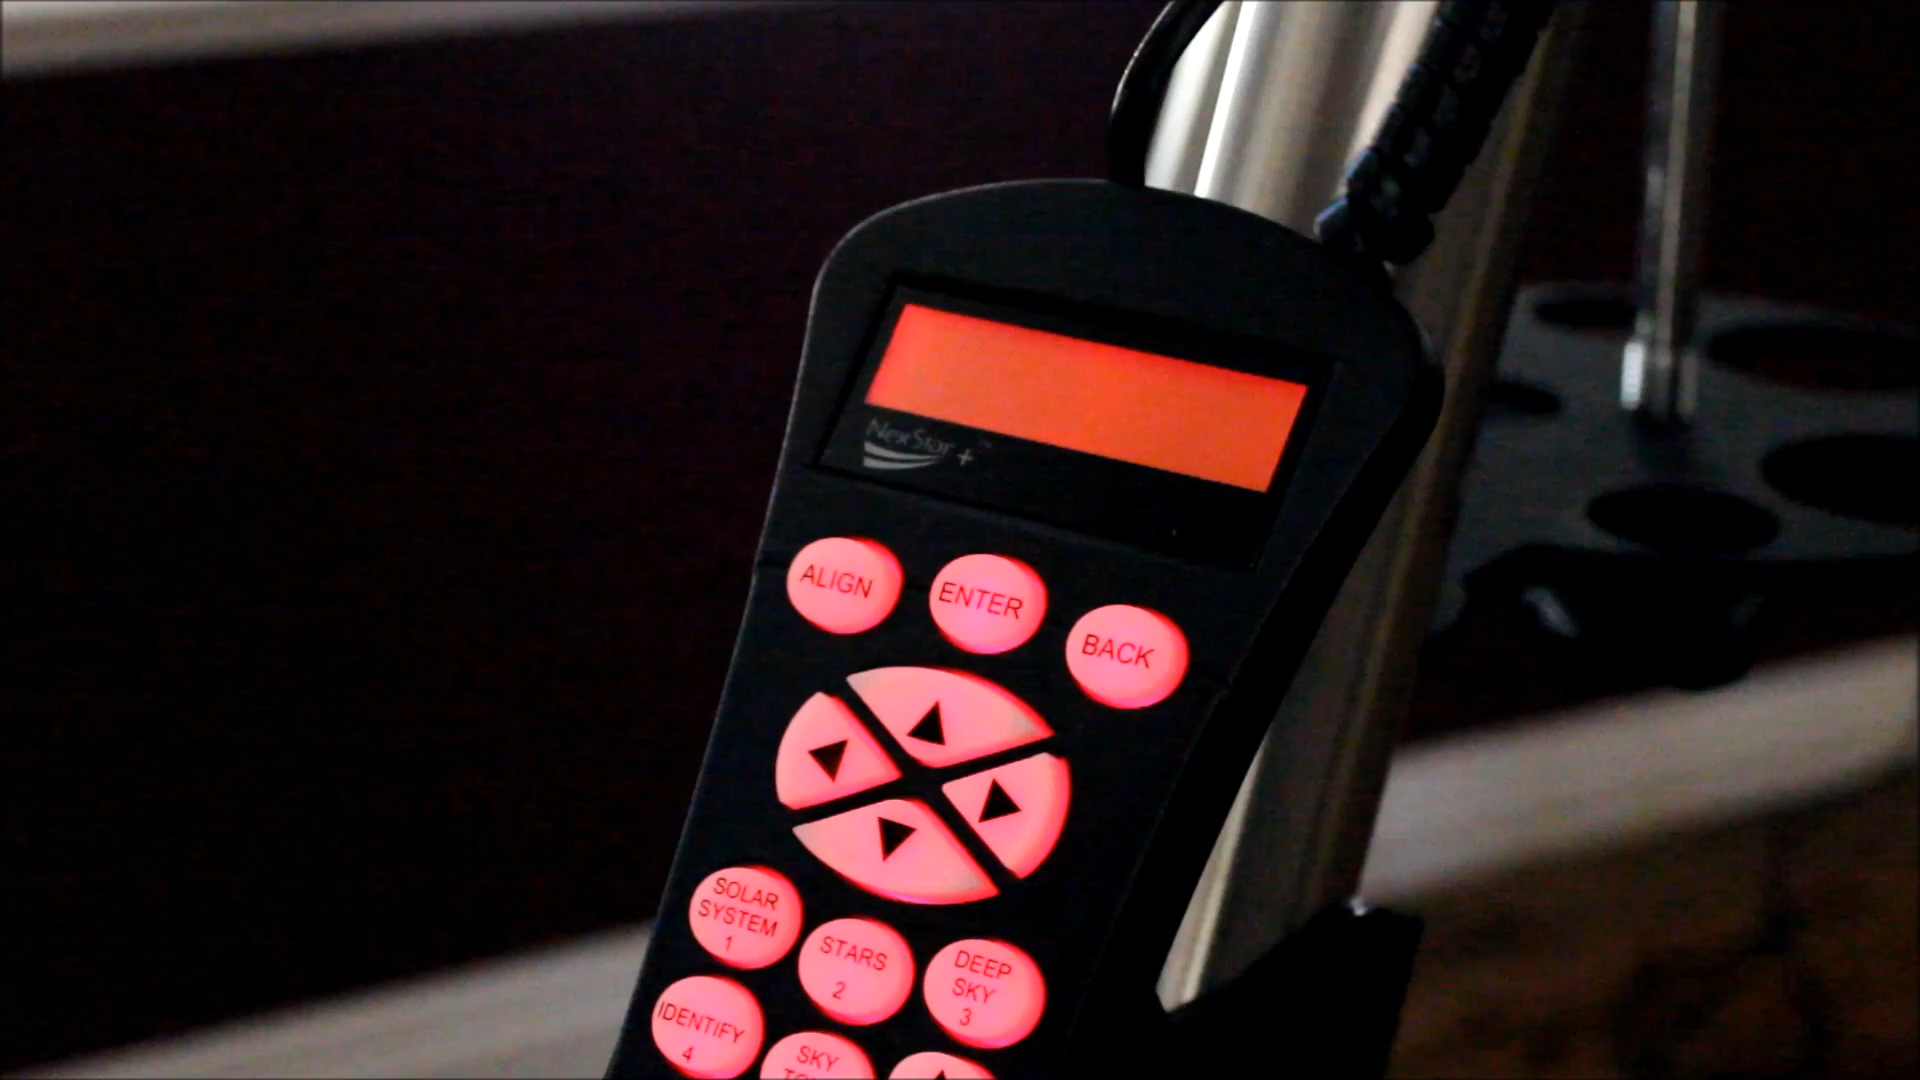 NexStar +
ALIGN
ENTER
BACK
SOLAR
SYSTEM
1
STARS
2
DEEP
SKY
3
IDENTIFY
4
SKY